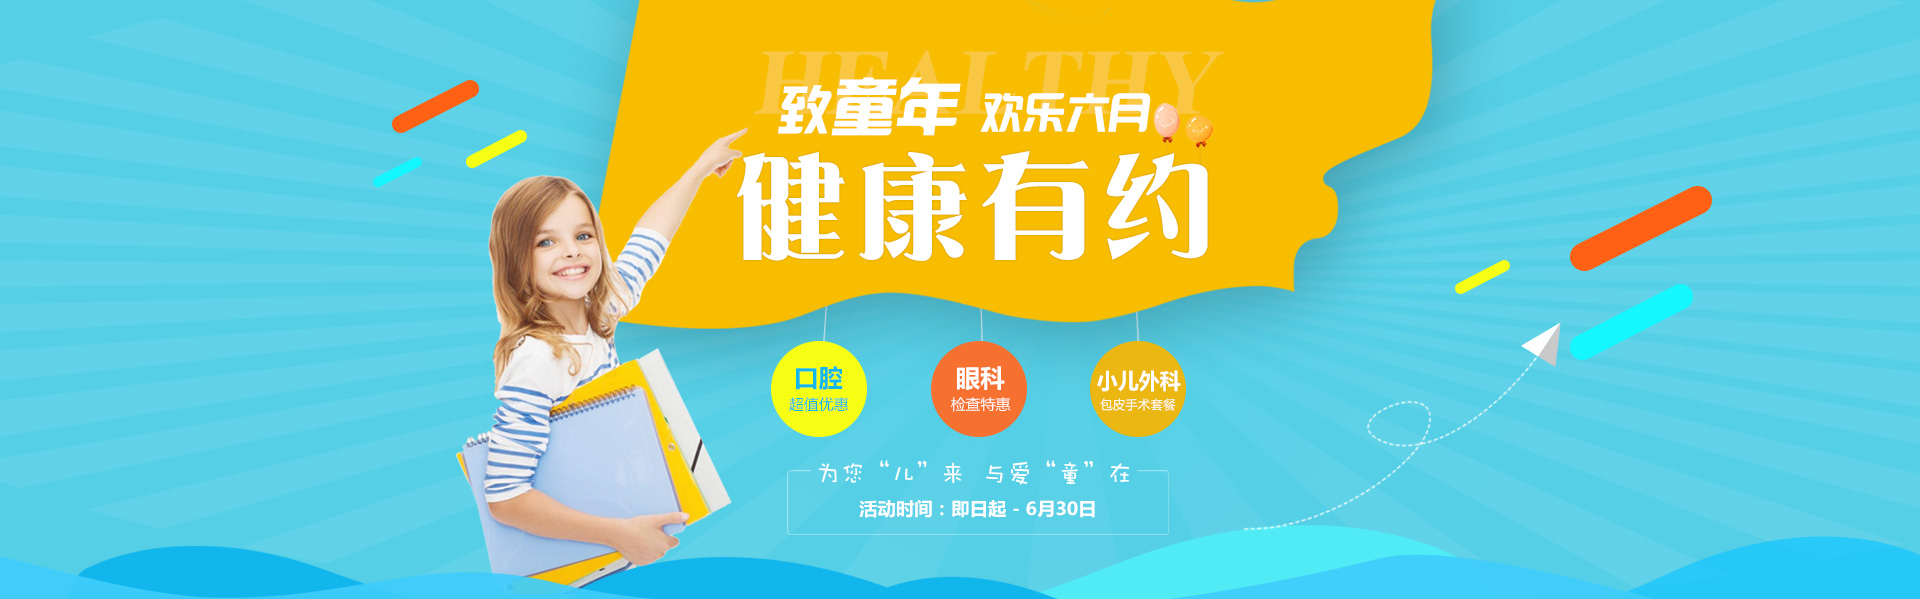 HEALTHY
致童年 欢乐六月
健康有约
口腔
超值优惠
眼科
检查特惠
小儿外科
包皮手术套餐
为您“儿”来 与爱“童”在
活动时间：即日起 - 6月30日